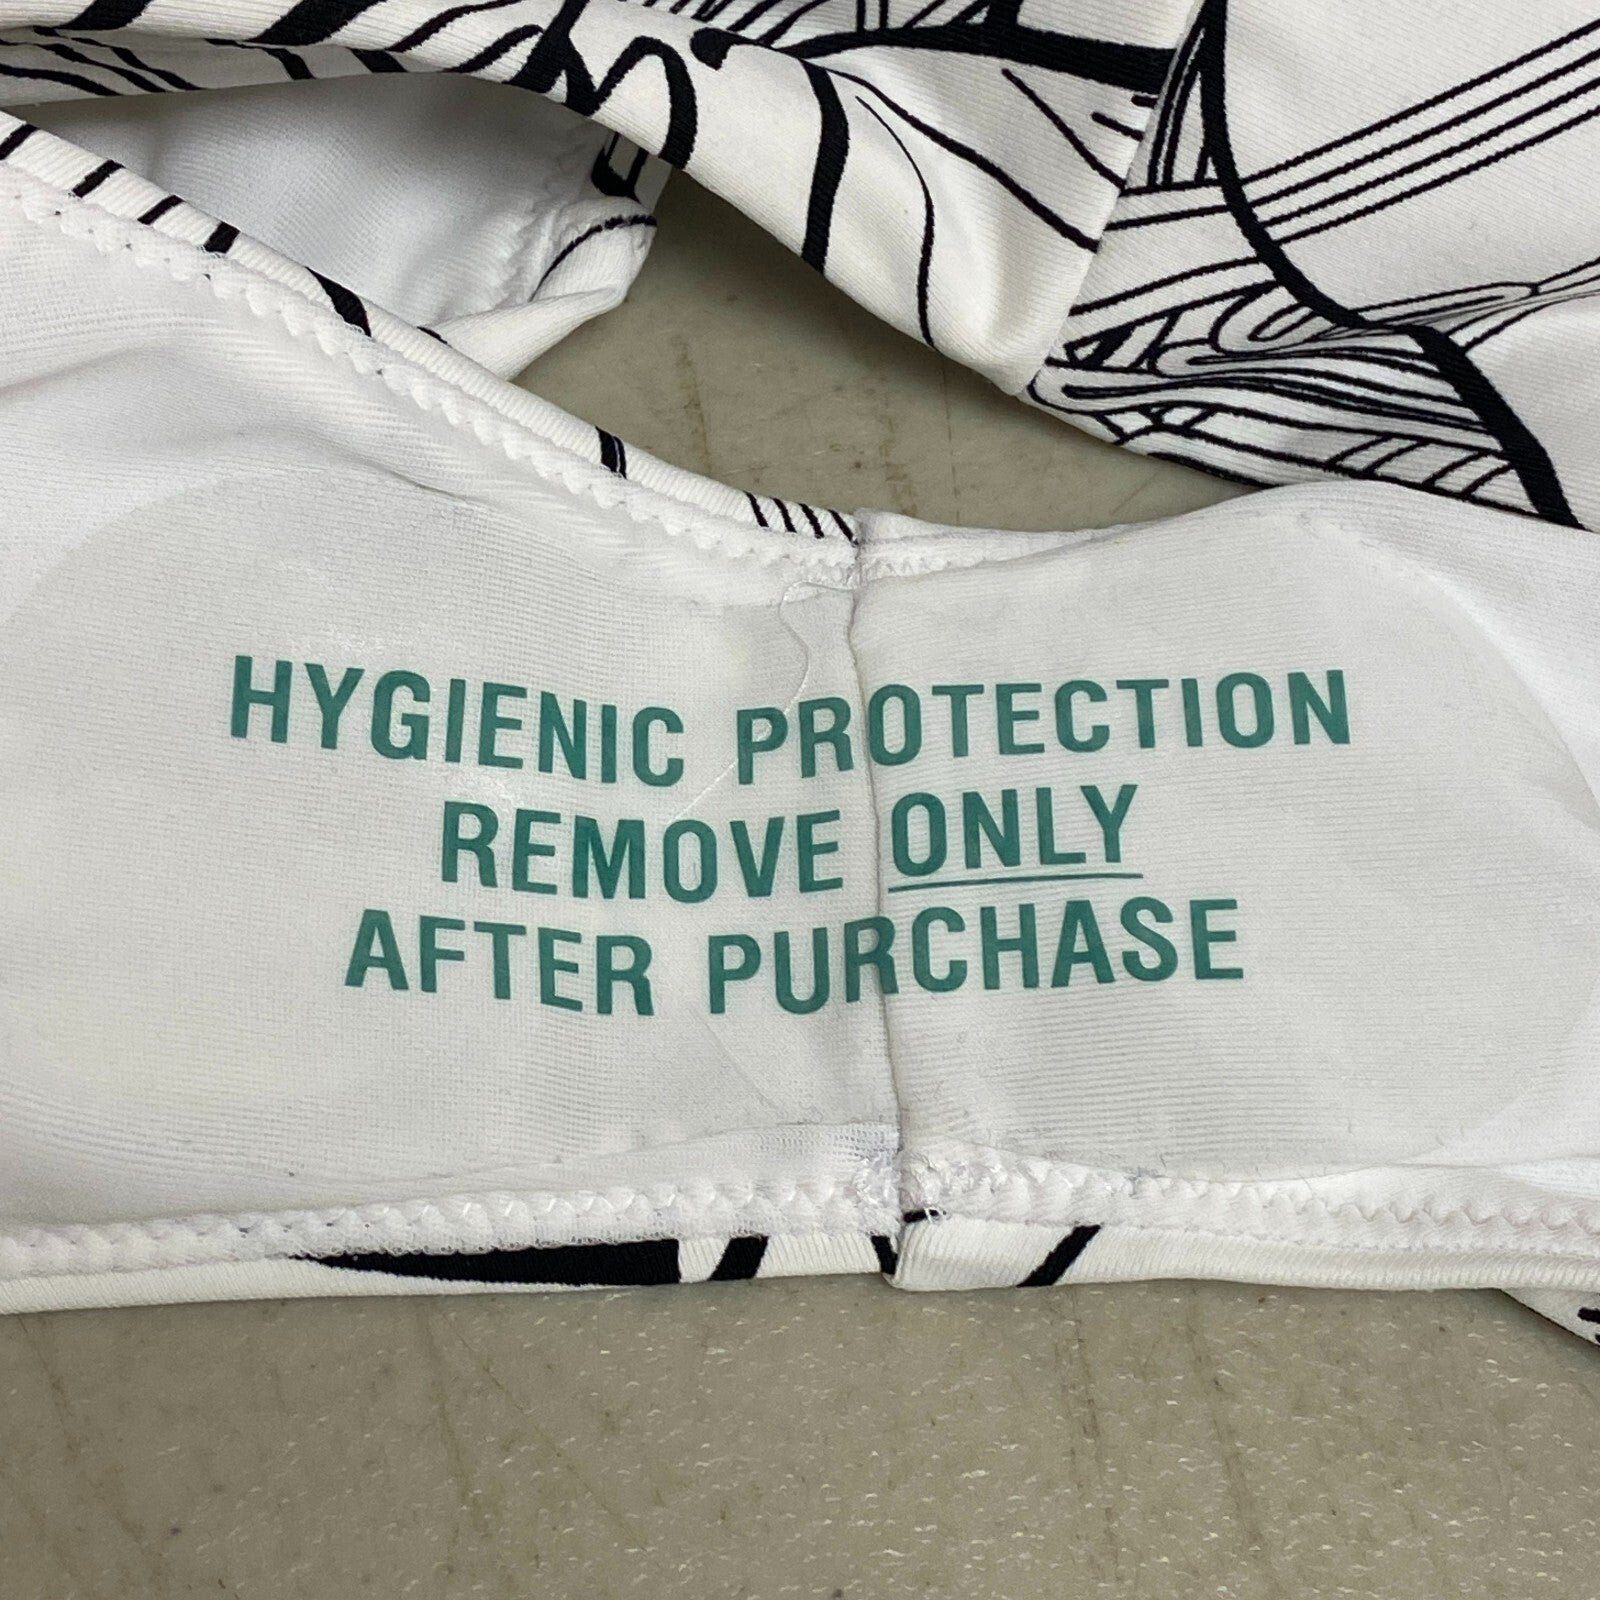 HYGIENIC PROTECTION
REMOVE ONLY
AFTER PURCHASE